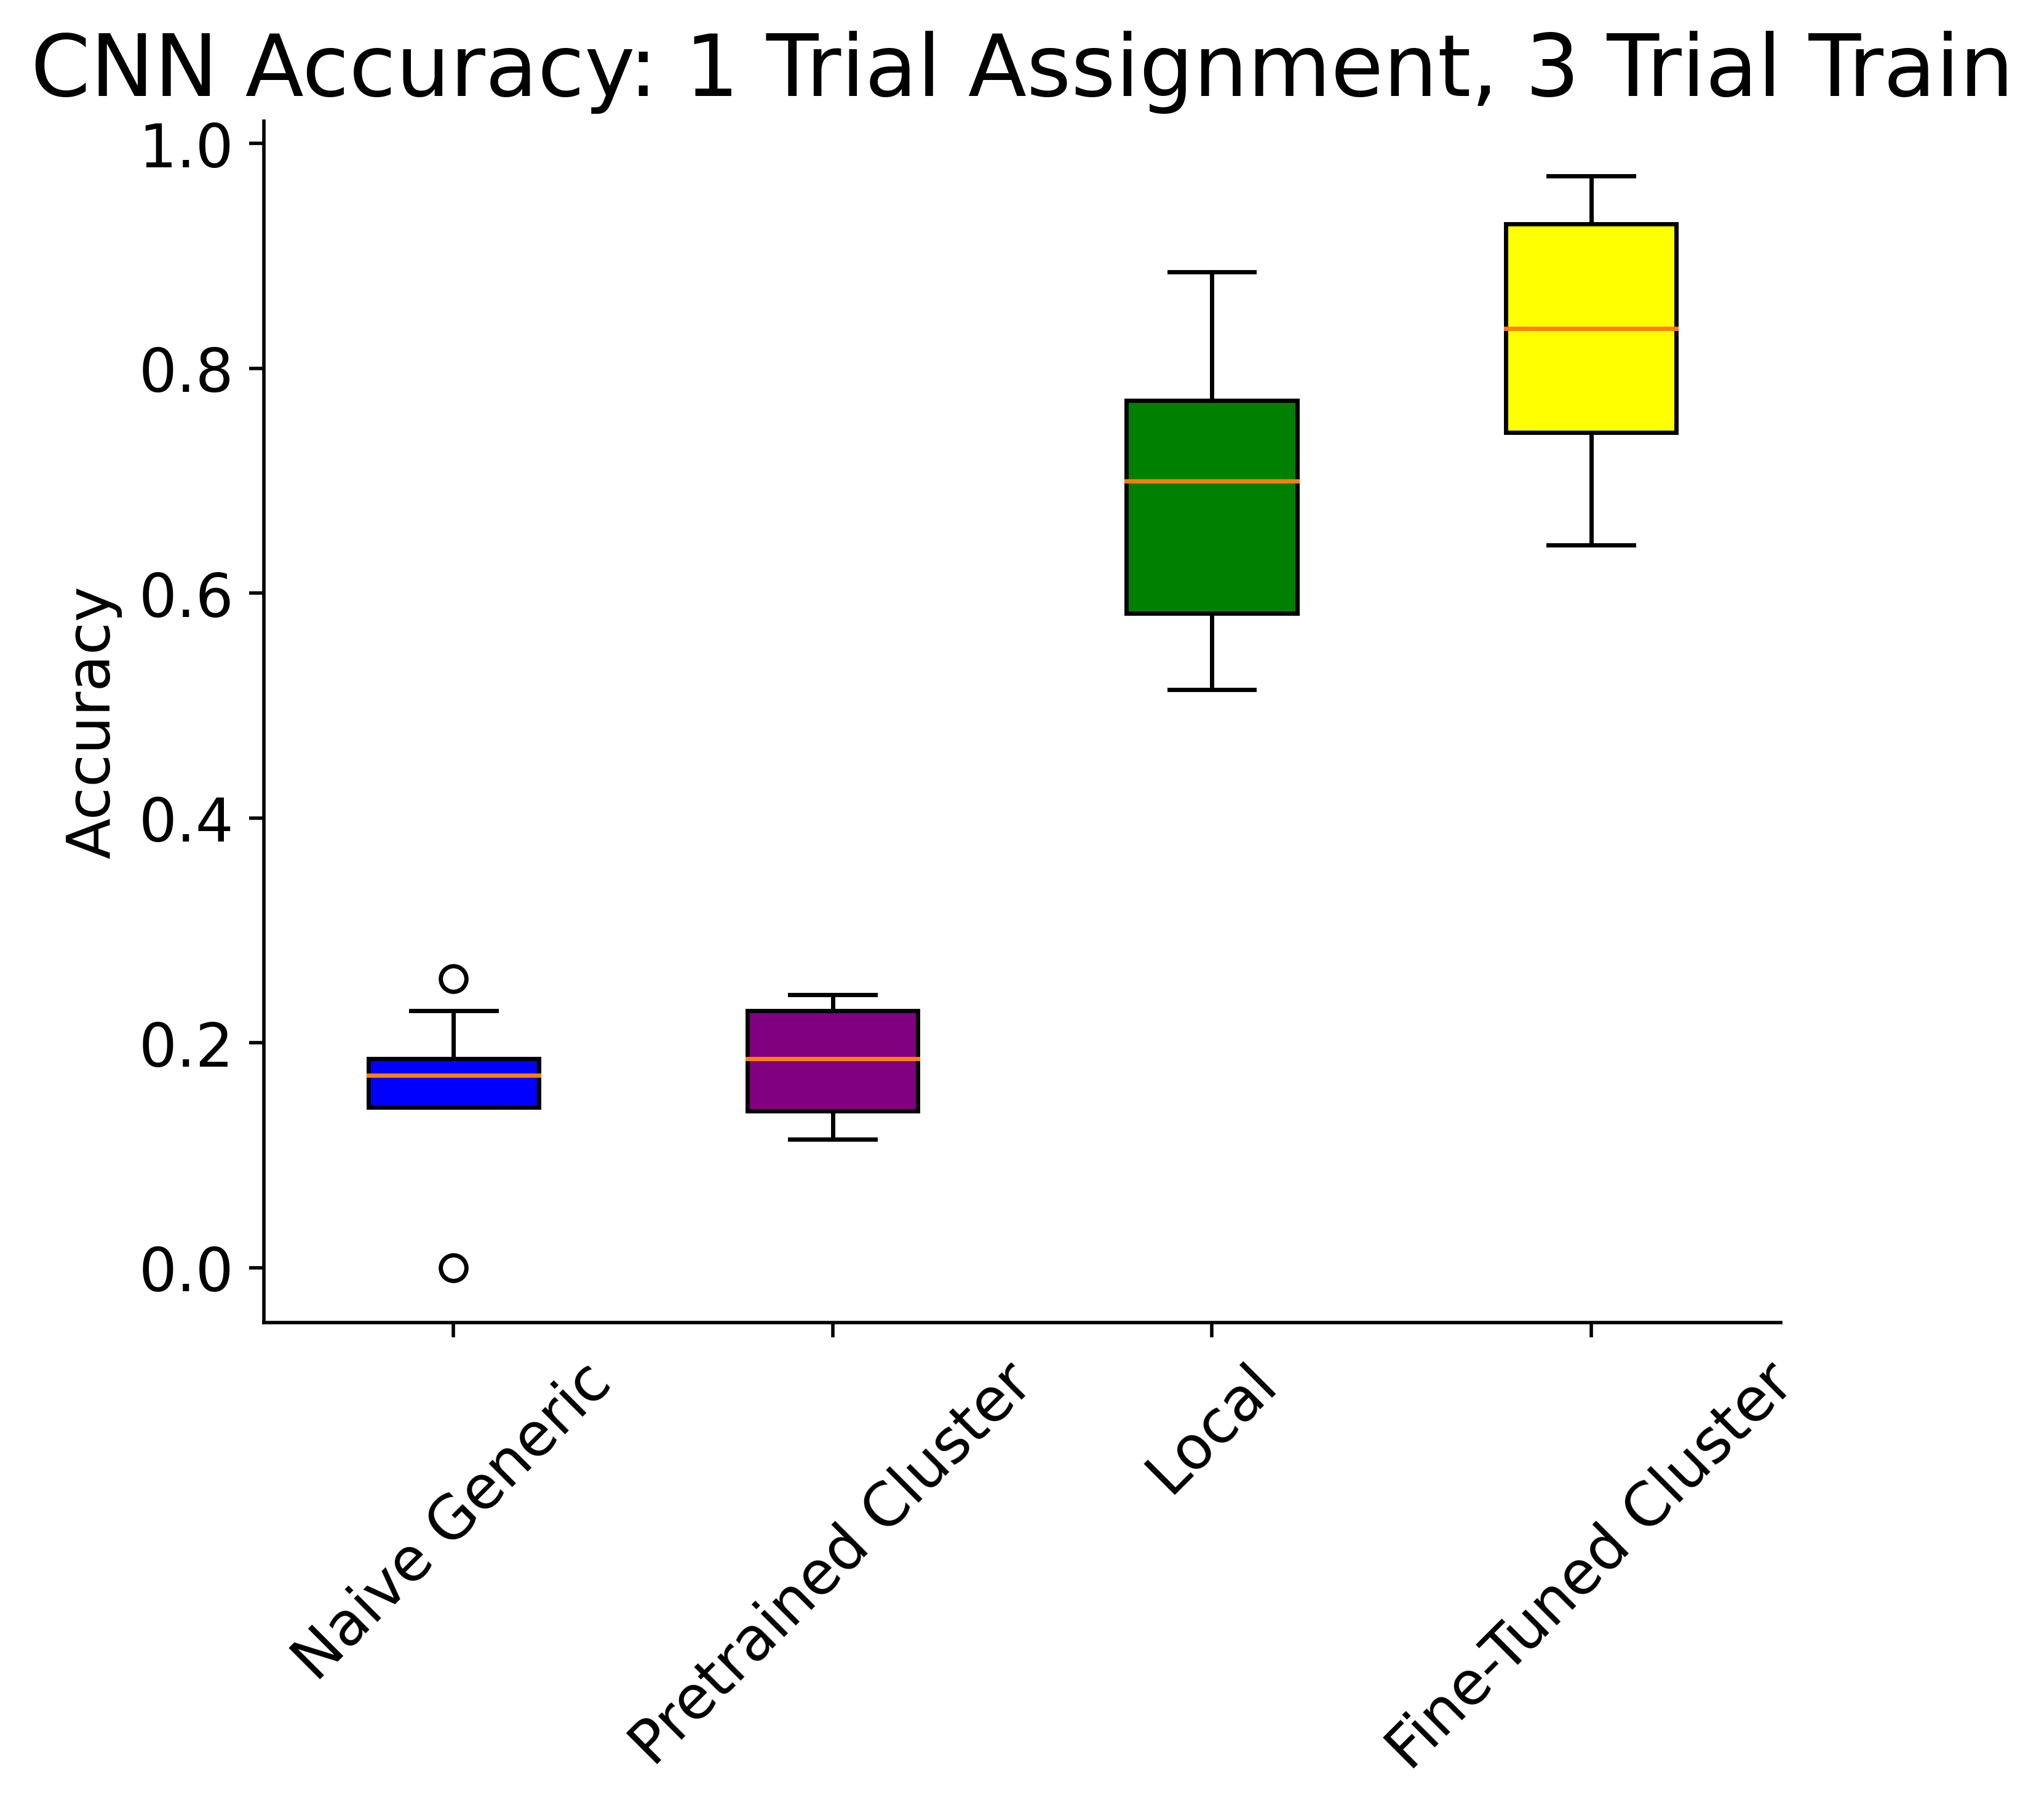 CNN Accuracy: 1 Trial Assignment, 3 Trial Train
1.0
0.8
0.6
0.4
0.2
0.0
Accuracy
Naive Generic
Pretrained Cluster
Local
Fine-Tuned Cluster